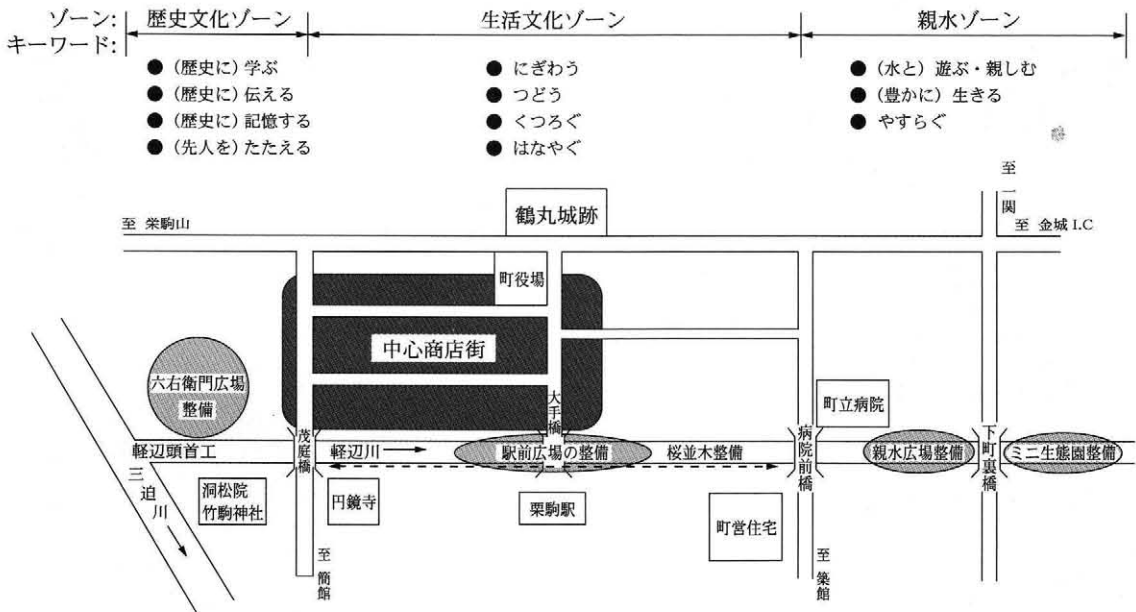 ゾーン: 歴史文化ゾーン 生活文化ゾーン 親水ゾーン
キーワード:
● (歴史に) 学ぶ
● (歴史に) 伝える
● (歴史に) 記憶する
● (先人を) たたえる
● にぎわう
● つどう
● くつろぐ
● はなやぐ
● (水と) 遊ぶ・親しむ
● (豊かに) 生きる
● やすらぐ
至 一関
至 栄駒山
鶴丸城跡
至 金城 I.C
町役場
中心商店街
六右衛門広場
整備
大手橋
町立病院
軽辺頭首工
茂庭橋
軽辺川
駅前広場の整備
桜並木整備
病院前橋
親水広場整備
下町裏橋
ミニ生態園整備
三迫川
洞松院
竹駒神社
円鏡寺
栗駒駅
町営住宅
至 簡館
至 築館